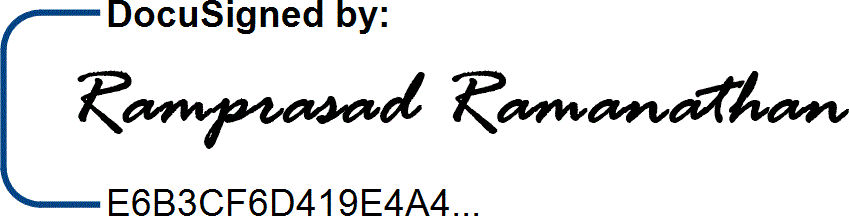 DocuSigned by:
Ramprasad Ramanathan
E6B3CF6D419E4A4...